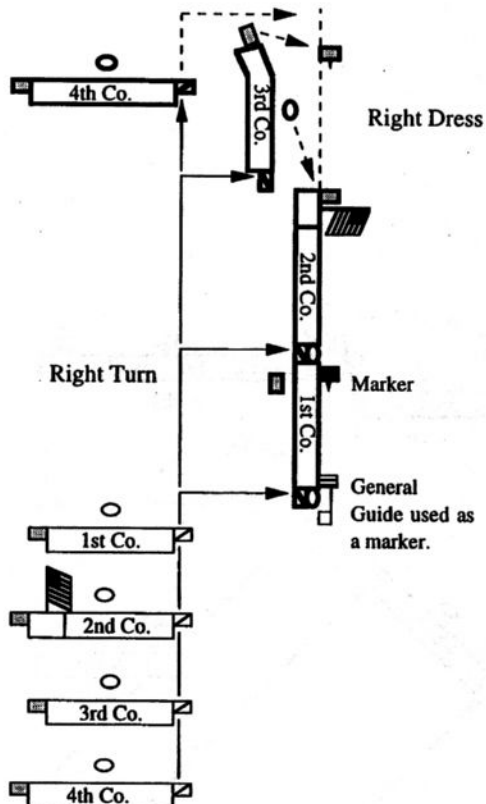 4th Co.
3rd Co.
Right Dress
2nd Co.
Right Turn
1st Co.
Marker
General
Guide used as
a marker.
1st Co.
2nd Co.
3rd Co.
4th Co.